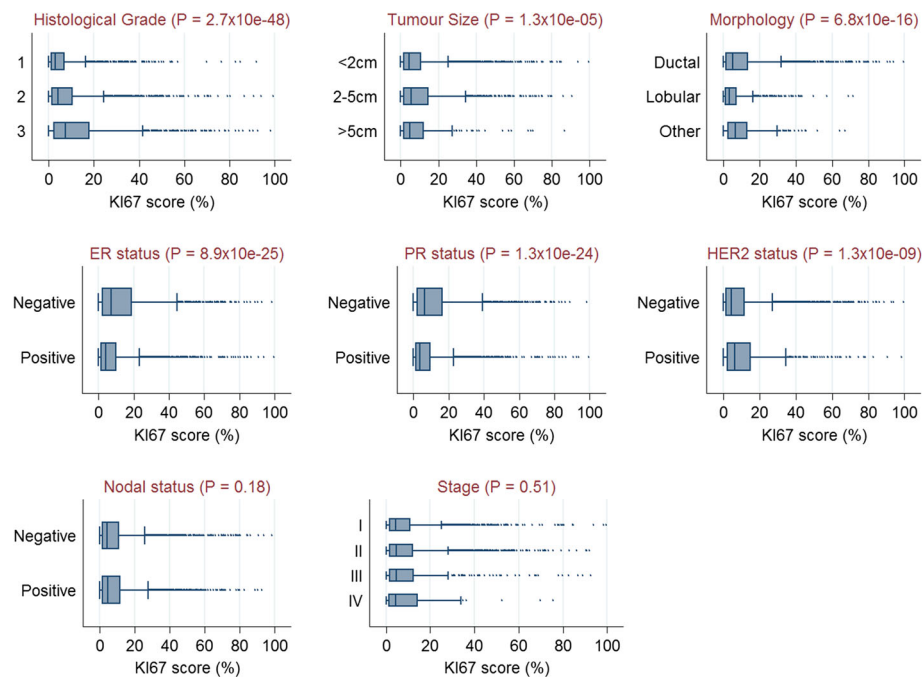 Histological Grade (P = 2.7x10e-48)
1
2
3
0 20 40 60 80 100
KI67 score (%)
Tumour Size (P = 1.3x10e-05)
<2cm
2-5cm
>5cm
0 20 40 60 80 100
KI67 score (%)
Morphology (P = 6.8x10e-16)
Ductal
Lobular
Other
0 20 40 60 80 100
KI67 score (%)
ER status (P = 8.9x10e-25)
Negative
Positive
0 20 40 60 80 100
KI67 score (%)
PR status (P = 1.3x10e-24)
Negative
Positive
0 20 40 60 80 100
KI67 score (%)
HER2 status (P = 1.3x10e-09)
Negative
Positive
0 20 40 60 80 100
KI67 score (%)
Nodal status (P = 0.18)
Negative
Positive
0 20 40 60 80 100
KI67 score (%)
Stage (P = 0.51)
I
II
III
IV
0 20 40 60 80 100
KI67 score (%)